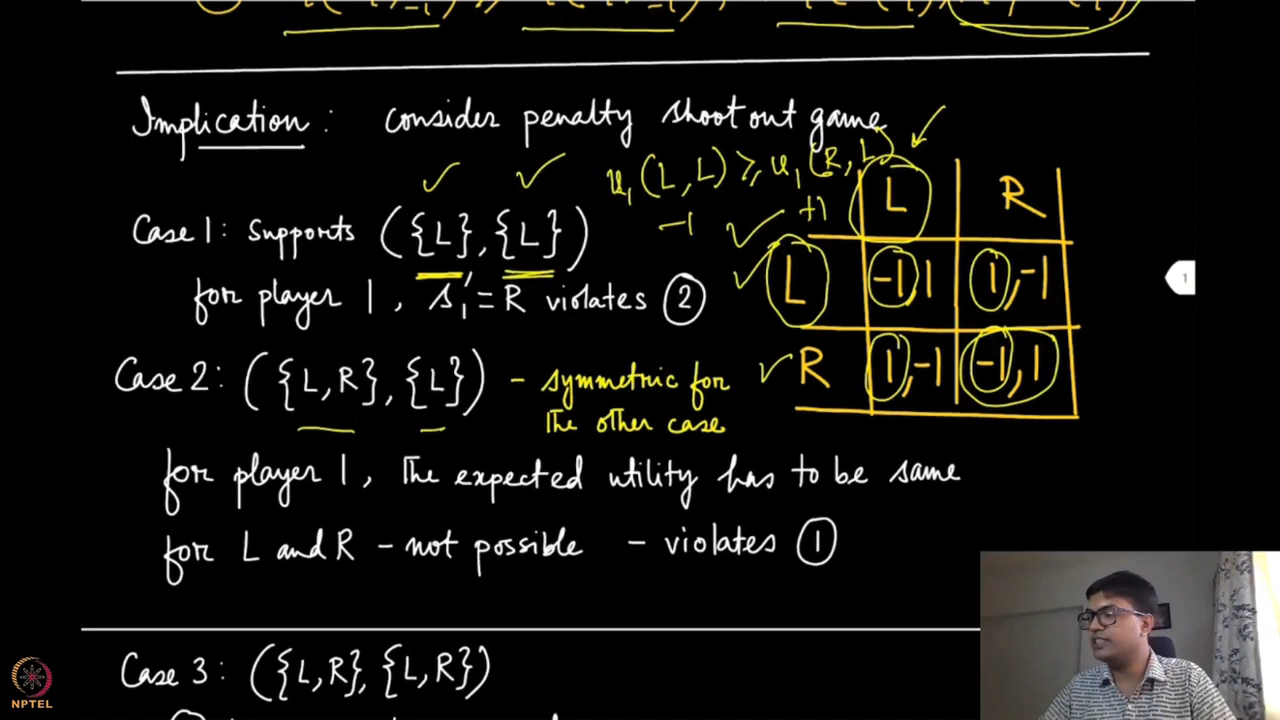 Implication: consider penalty shootout game
u₁(L, L) ≥ u₁(R, L)
-1 +1
Case 1: Supports ({L}, {L})
for player 1, s₁' = R violates ②
L R
L -1, 1 1, -1
R 1, -1 -1, 1
1
Case 2: ({L, R}, {L}) - symmetric for
the other case
for player 1, the expected utility has to be same
for L and R - not possible - violates ①
Case 3: ({L, R}, {L, R})
NPTEL